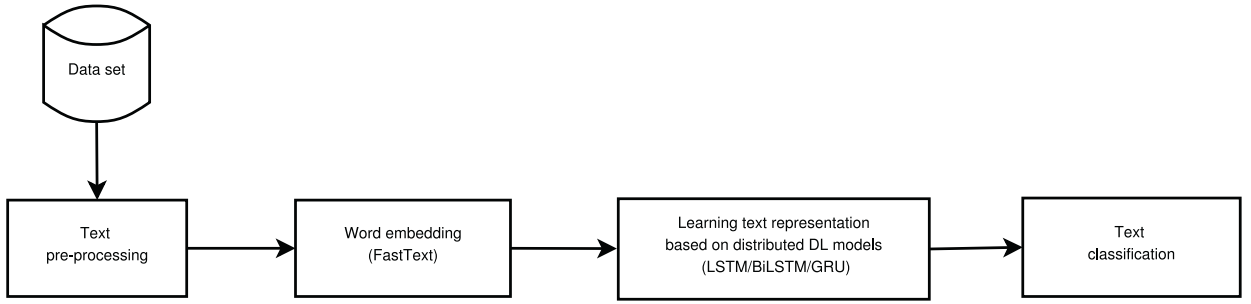 Data set
Text
pre-processing
Word embedding
(FastText)
Learning text representation
based on distributed DL models
(LSTM/BiLSTM/GRU)
Text
classification